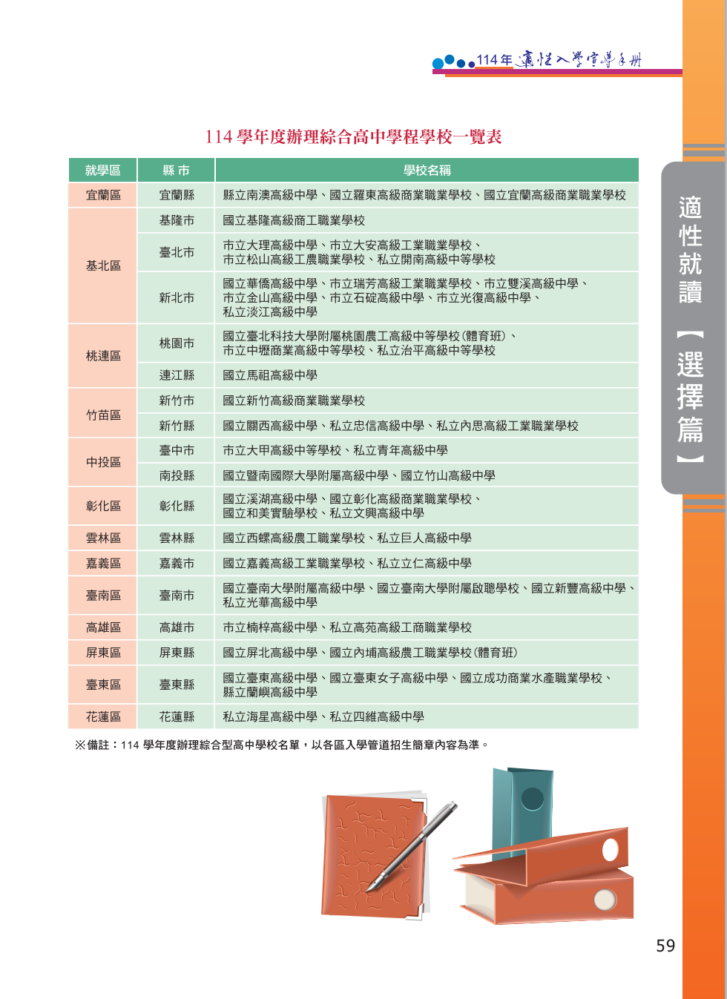 114年 適性入學宣導手冊
114 學年度辦理綜合高中學程學校一覽表
就學區 縣 市 學校名稱
宜蘭區 宜蘭縣 縣立南澳高級中學、國立羅東高級商業職業學校、國立宜蘭高級商業職業學校
基北區
基隆市 國立基隆高級商工職業學校
臺北市
市立大理高級中學、市立大安高級工業職業學校、
市立松山高級工農職業學校、私立開南高級中等學校
新北市
國立華僑高級中學、市立瑞芳高級工業職業學校、市立雙溪高級中學、
市立金山高級中學、市立石碇高級中學、市立光復高級中學、
私立淡江高級中學
桃連區
桃園市
國立臺北科技大學附屬桃園農工高級中等學校(體育班)、
市立中壢商業高級中等學校、私立治平高級中等學校
連江縣 國立馬祖高級中學
竹苗區
新竹市 國立新竹高級商業職業學校
新竹縣 國立關西高級中學、私立忠信高級中學、私立內思高級工業職業學校
中投區
臺中市 市立大甲高級中等學校、私立青年高級中學
南投縣 國立暨南國際大學附屬高級中學、國立竹山高級中學
彰化區 彰化縣
國立溪湖高級中學、國立彰化高級商業職業學校、
國立和美實驗學校、私立文興高級中學
雲林區 雲林縣 國立西螺高級農工職業學校、私立巨人高級中學
嘉義區 嘉義市 國立嘉義高級工業職業學校、私立立仁高級中學
臺南區 臺南市
國立臺南大學附屬高級中學、國立臺南大學附屬啟聰學校、國立新豐高級中學、
私立光華高級中學
高雄區 高雄市 市立楠梓高級中學、私立高苑高級工商職業學校
屏東區 屏東縣 國立屏北高級中學、國立內埔高級農工職業學校(體育班)
臺東區 臺東縣
國立臺東高級中學、國立臺東女子高級中學、國立成功商業水產職業學校、
縣立蘭嶼高級中學
花蓮區 花蓮縣 私立海星高級中學、私立四維高級中學
※備註：114 學年度辦理綜合型高中學校名單，以各區入學管道招生簡章內容為準。
適性就讀【選擇篇】
59